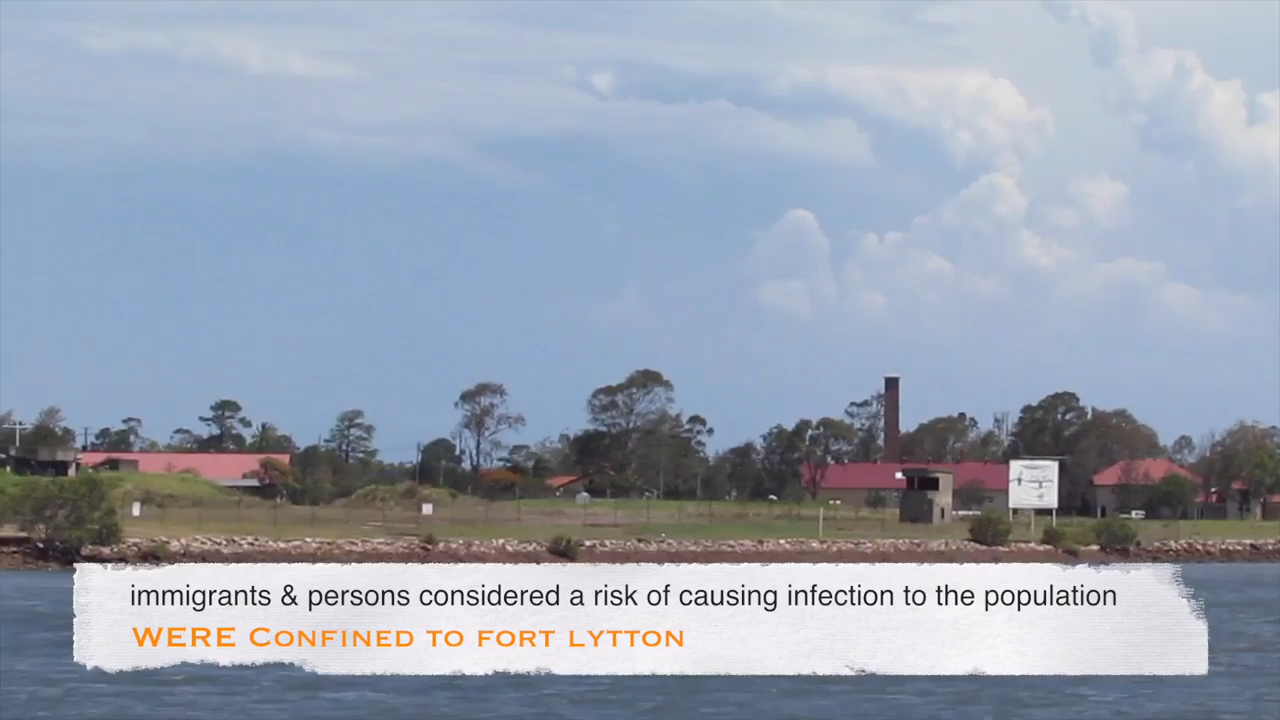 immigrants & persons considered a risk of causing infection to the population
WERE CONFINED TO FORT LYTTON